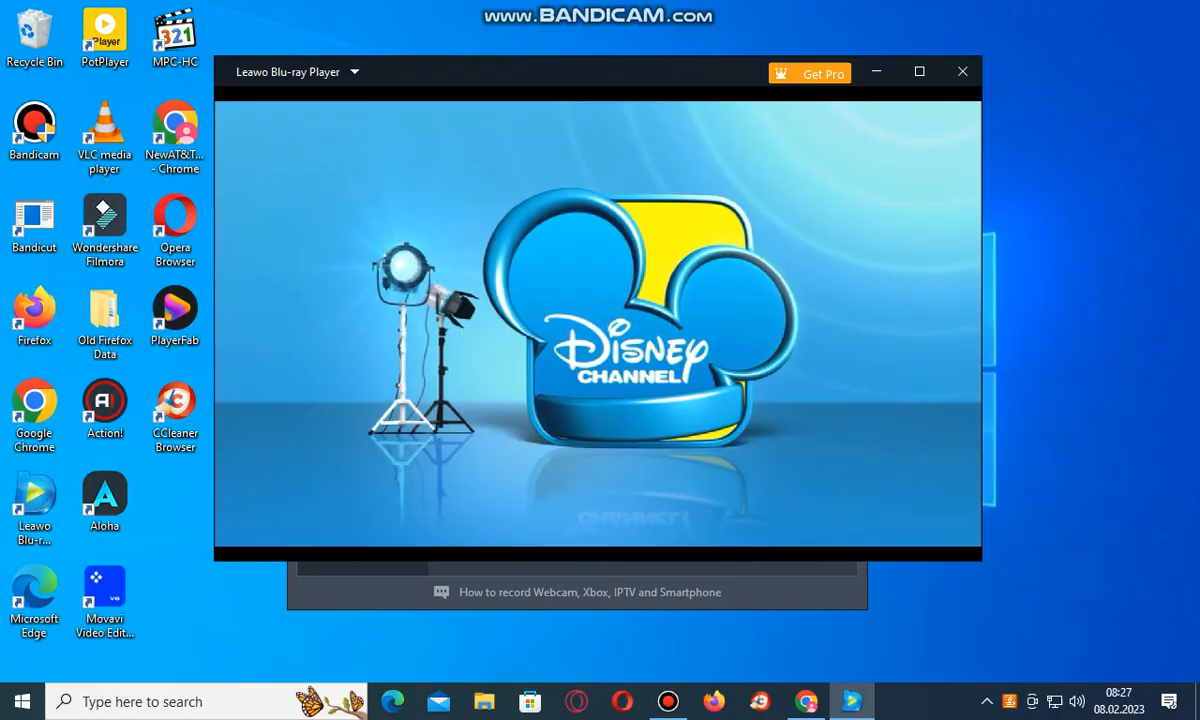 WWW.BANDICAM.COM
Recycle Bin
Player
PotPlayer
321
MPC-HC
Leawo Blu-ray Player
Get Pro
Bandicam
VLC media
player
NewAT&T...
- Chrome
Bandicut
Wondershare
Filmora
Opera
Browser
Firefox
Old Firefox
Data
PlayerFab
Disney
CHANNEL
Google
Chrome
Action!
CCleaner
Browser
Leawo
Blu-r...
Aloha
Microsoft
Edge
Movavi
Video Edit...
How to record Webcam, Xbox, IPTV and Smartphone
Type here to search
08:27
08.02.2023